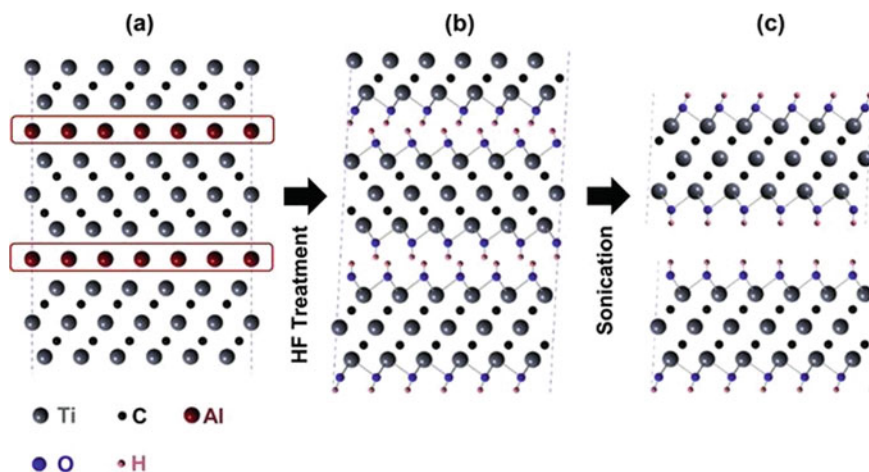 (a) (b) (c)
HF Treatment
Sonication
Ti C Al
O H